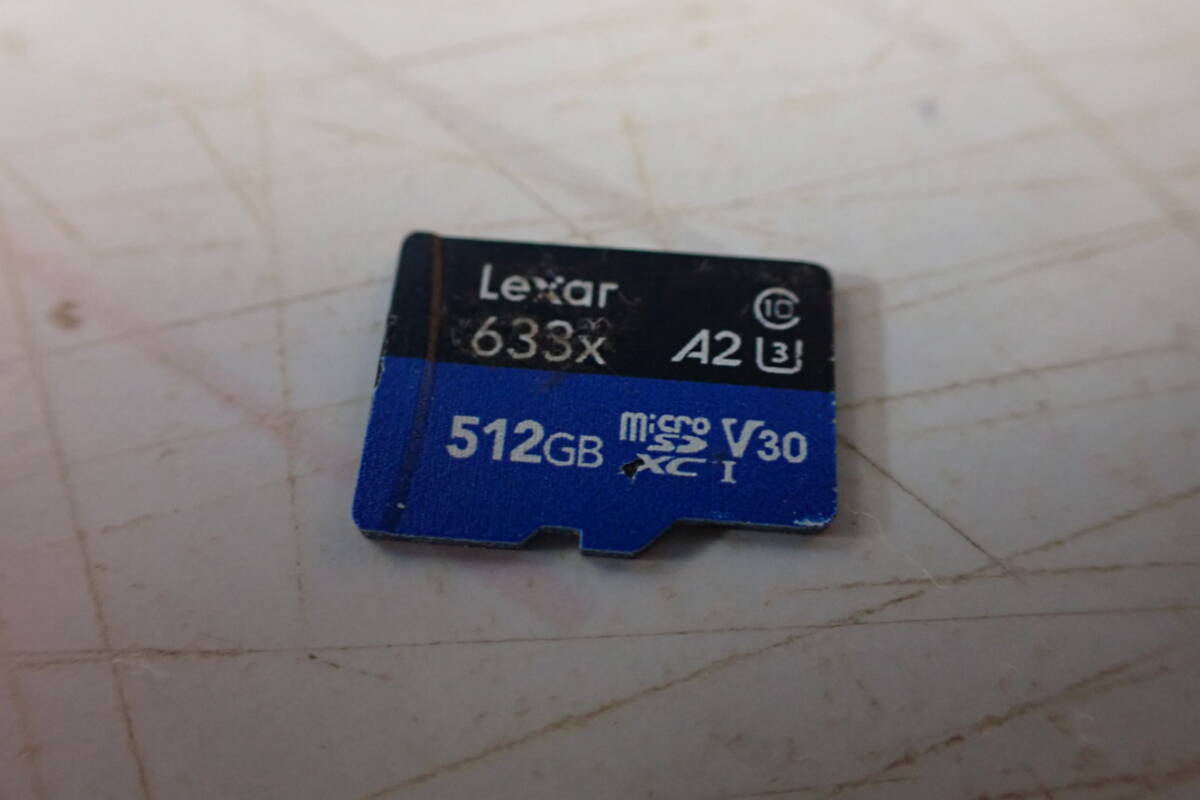 Lexar
633x
10
A2 3
512GB micro SD XC I V30